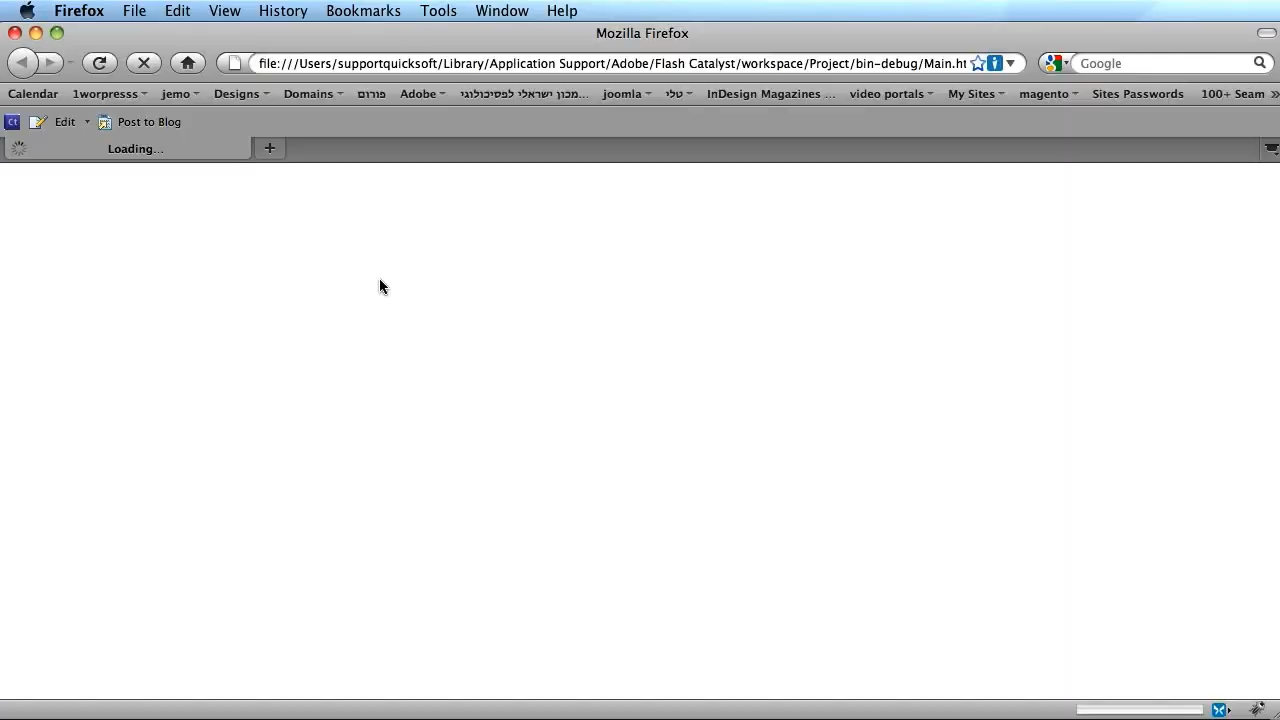 Firefox File Edit View History Bookmarks Tools Window Help
Mozilla Firefox
file:///Users/supportquicksoft/Library/Application Support/Adobe/Flash Catalyst/workspace/Project/bin-debug/Main.ht Google
Calendar 1worpresss jemo Designs Domains פורום Adobe מכון ישראלי לפסיכולוגי... joomla טלי InDesign Magazines ... video portals My Sites magento Sites Passwords 100+ Seam
Ct Edit Post to Blog
Loading...